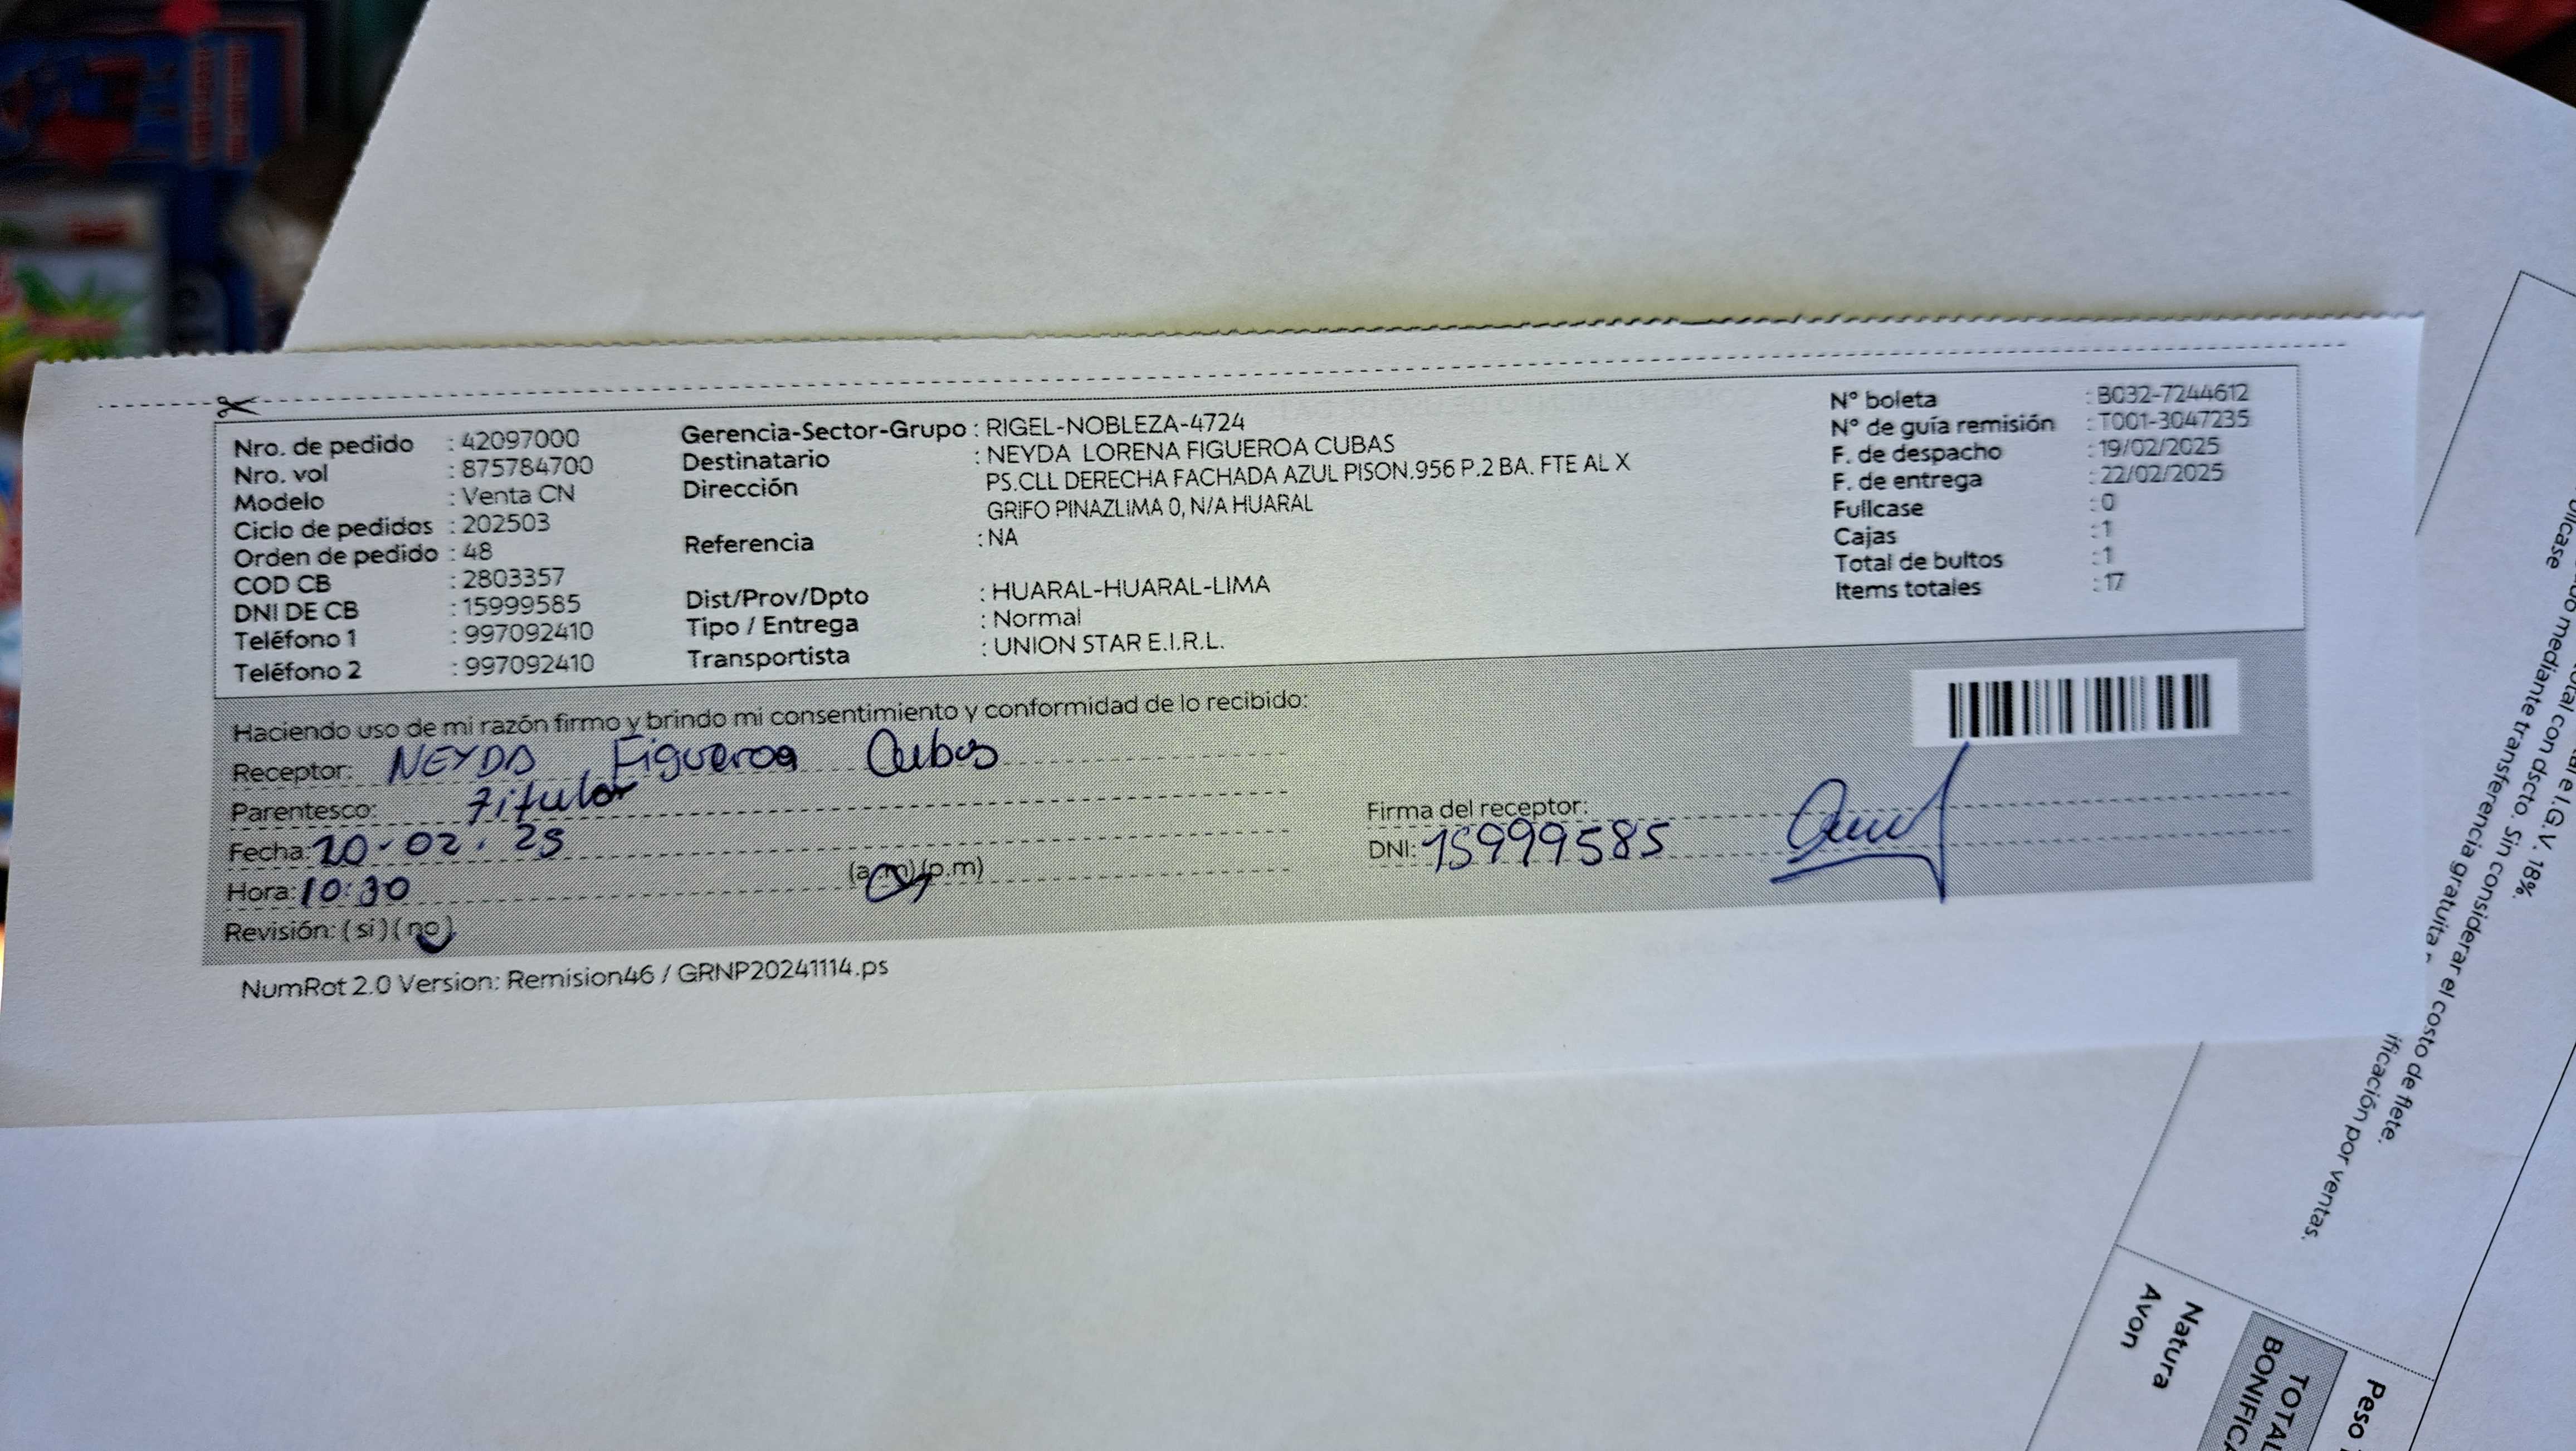 Nro. de pedido : 42097000
Nro. vol : 875784700
Modelo : Venta CN
Ciclo de pedidos : 202503
Orden de pedido : 48
COD CB : 2803357
DNI DE CB : 15999585
Teléfono 1 : 997092410
Teléfono 2 : 997092410
Gerencia-Sector-Grupo : RIGEL-NOBLEZA-4724
Destinatario : NEYDA LORENA FIGUEROA CUBAS
Dirección PS.CLL DERECHA FACHADA AZUL PISON.956 P.2 BA. FTE AL X
GRIFO PINAZLIMA 0, N/A HUARAL
Referencia : NA
Dist/Prov/Dpto : HUARAL-HUARAL-LIMA
Tipo / Entrega : Normal
Transportista : UNION STAR E.I.R.L.
N° boleta : B032-7244612
N° de guía remisión : T001-3047235
F. de despacho : 19/02/2025
F. de entrega : 22/02/2025
Fullcase : 0
Cajas : 1
Total de bultos : 1
Items totales : 17
Haciendo uso de mi razón firmo y brindo mi consentimiento y conformidad de lo recibido:
Receptor: NEYDA Figueroa Cubas
Parentesco: Titular
Fecha: 20-02.25
Hora: 10:30 (a.m)(p.m)
Revisión: (si)(no)
Firma del receptor:
DNI: 15999585
NumRot 2.0 Version: Remision46 / GRNP20241114.ps
mediante transferencia gratuita
total con dscto. Sin considerar el costo de flete.
e I.G.V. 18%.
ificación por ventas.
Natura
Avon
TOTAL
BONIFIC
Peso